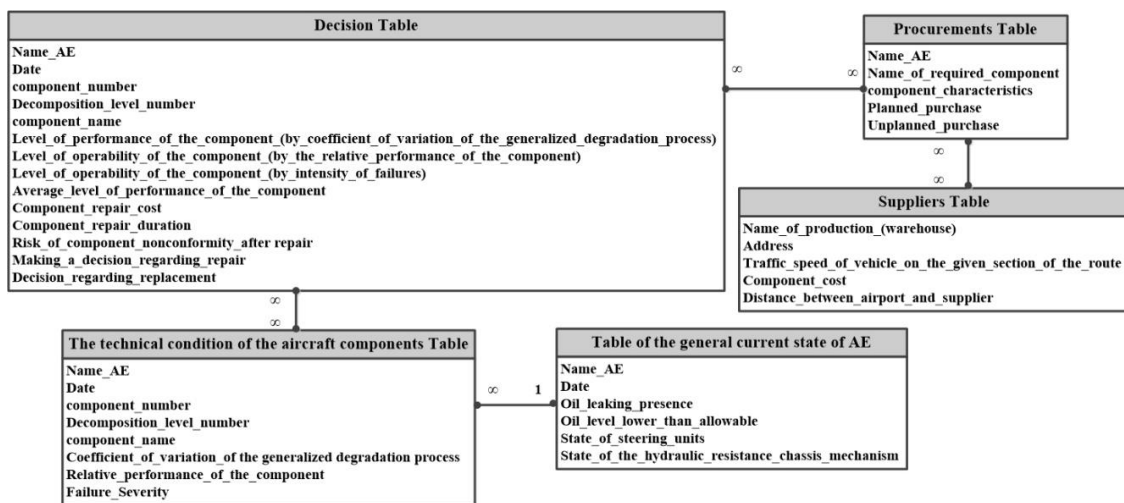 Decision Table
Name_AE
Date
component_number
Decomposition_level_number
component_name
Level_of_performance_of_the_component_(by_coefficient_of_variation_of_the_generalized_degradation_process)
Level_of_operability_of_the_component_(by_the_relative_performance_of_the_component)
Level_of_operability_of_the_component_(by_intensity_of_failures)
Average_level_of_performance_of_the_component
Component_repair_cost
Component_repair_duration
Risk_of_component_nonconformity_after repair
Making_a_decision_regarding_repair
Decision_regarding_replacement
∞
∞
Procurements Table
Name_AE
Name_of_required_component
component_characteristics
Planned_purchase
Unplanned_purchase
∞
∞
Suppliers Table
Name_of_production_(warehouse)
Address
Traffic_speed_of_vehicle_on_the_given_section_of_the_route
Component_cost
Distance_between_airport_and_supplier
∞
∞
The technical condition of the aircraft components Table
Name_AE
Date
component_number
Decomposition_level_number
component_name
Coefficient_of_variation_of_the generalized degradation process
Relative_performance_of_the_component
Failure_Severity
∞
1
Table of the general current state of AE
Name_AE
Date
Oil_leaking_presence
Oil_level_lower_than_allowable
State_of_steering_units
State_of_the_hydraulic_resistance_chassis_mechanism